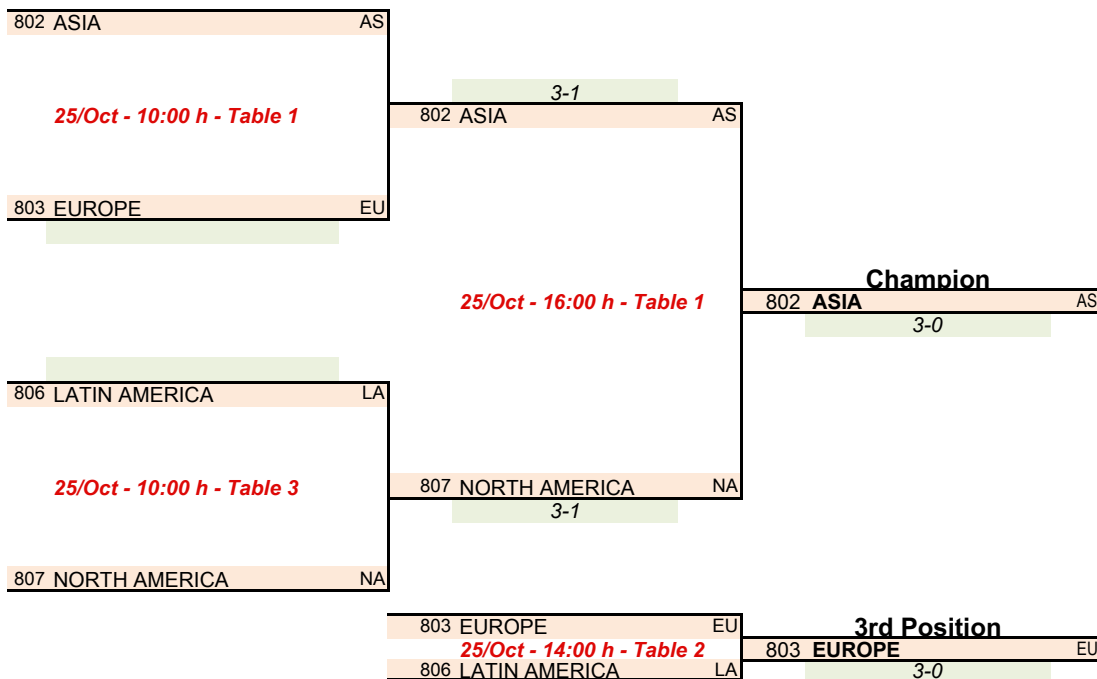 802 ASIA AS
25/Oct - 10:00 h - Table 1
803 EUROPE EU
3-1
802 ASIA AS
25/Oct - 16:00 h - Table 1
Champion
802 ASIA AS
3-0
806 LATIN AMERICA LA
25/Oct - 10:00 h - Table 3
807 NORTH AMERICA NA
807 NORTH AMERICA NA
3-1
803 EUROPE EU
25/Oct - 14:00 h - Table 2
806 LATIN AMERICA LA
3rd Position
803 EUROPE EU
3-0